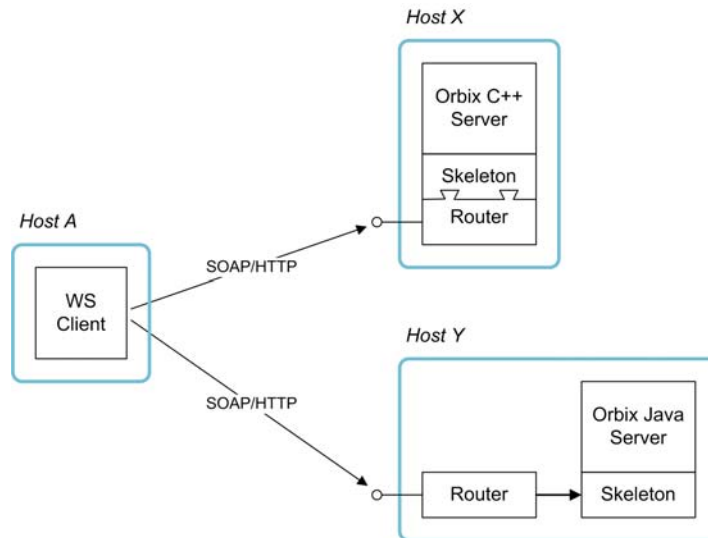 Host X
Orbix C++
Server
Skeleton
Router
Host A
WS
Client
SOAP/HTTP
SOAP/HTTP
Host Y
Orbix Java
Server
Router
Skeleton